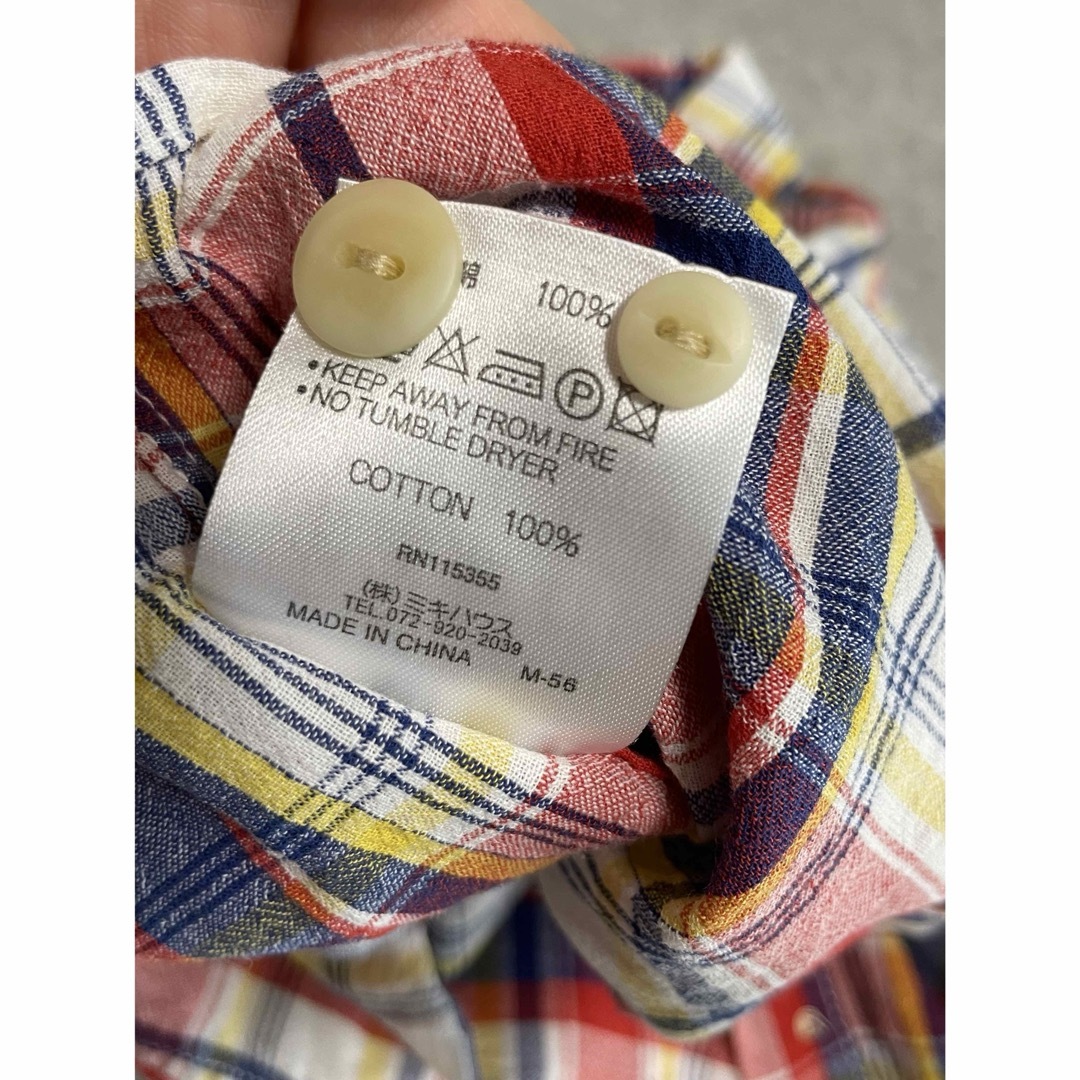 綿 100%
P
•KEEP AWAY FROM FIRE
•NO TUMBLE DRYER
COTTON 100%
RN115355
(株)ミキハウス
TEL.072-920-2039
MADE IN CHINA M-56